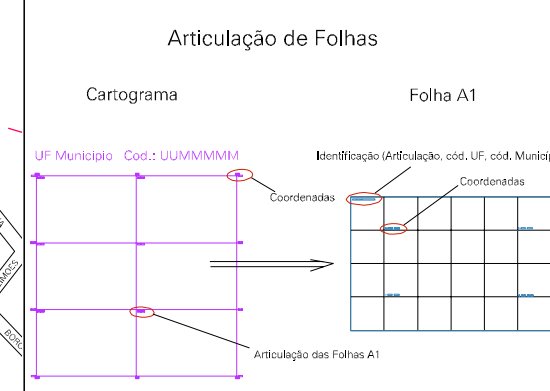 Articulação de Folhas
Cartograma
Folha A1
UF Municipio Cod.: UUMMMMM
Identificação (Articulação, cód. UF, cód. Municíp
Coordenadas
Coordenadas
Articulação das Folhas A1